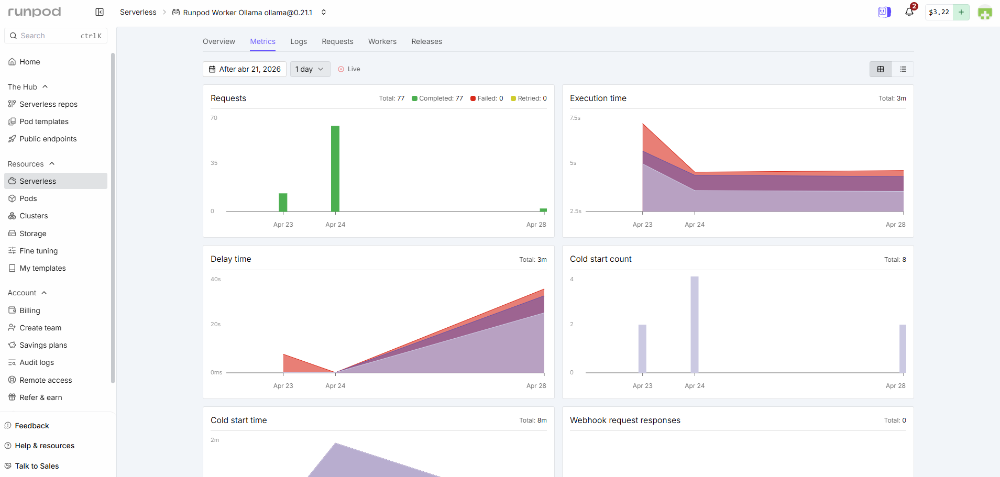 runpod
Serverless > Runpod Worker Ollama ollama@0.21.1
2
$3.22 +
Search ctrl K
Home
The Hub
Serverless repos
Pod templates
Public endpoints
Resources
Serverless
Pods
Clusters
Storage
Fine tuning
My templates
Account
Billing
Create team
Savings plans
Audit logs
Remote access
Refer & earn
Feedback
Help & resources
Talk to Sales
Overview Metrics Logs Requests Workers Releases
After abr 21, 2026 1 day Live
Requests Total: 77 Completed: 77 Failed: 0 Retried: 0
70
35
0
Apr 23 Apr 24 Apr 28
Execution time Total: 3m
7.5s
5s
2.5s
Apr 23 Apr 24 Apr 28
Delay time Total: 3m
40s
20s
0ms
Apr 23 Apr 24 Apr 28
Cold start count Total: 8
4
2
0
Apr 23 Apr 24 Apr 28
Cold start time Total: 8m
2m
Webhook request responses Total: 0